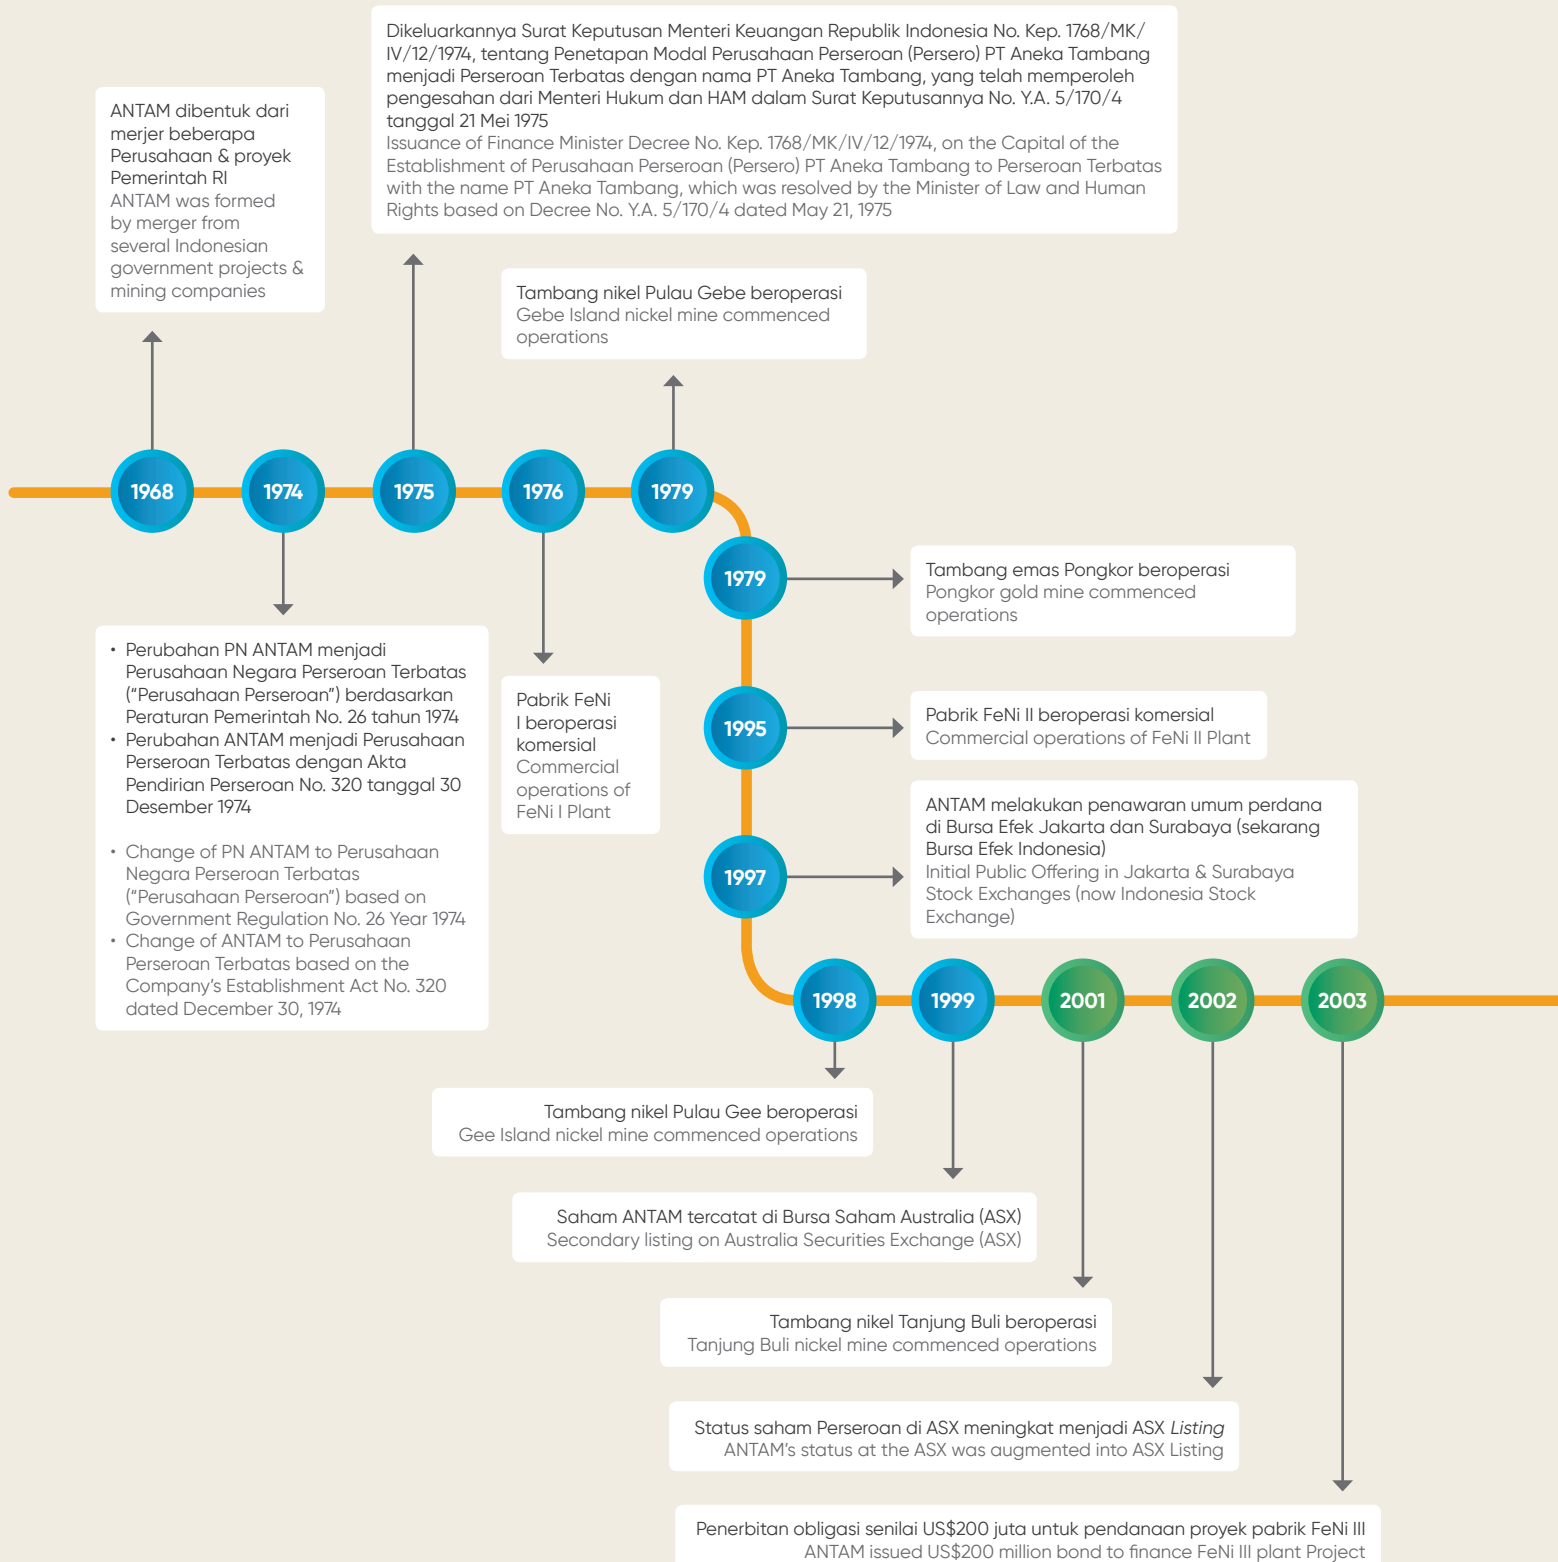 Dikeluarkannya Surat Keputusan Menteri Keuangan Republik Indonesia No. Kep. 1768/MK/
IV/12/1974, tentang Penetapan Modal Perusahaan Perseroan (Persero) PT Aneka Tambang
menjadi Perseroan Terbatas dengan nama PT Aneka Tambang, yang telah memperoleh
pengesahan dari Menteri Hukum dan HAM dalam Surat Keputusannya No. Y.A. 5/170/4
tanggal 21 Mei 1975
Issuance of Finance Minister Decree No. Kep. 1768/MK/IV/12/1974, on the Capital of the
Establishment of Perusahaan Perseroan (Persero) PT Aneka Tambang to Perseroan Terbatas
with the name PT Aneka Tambang, which was resolved by the Minister of Law and Human
Rights based on Decree No. Y.A. 5/170/4 dated May 21, 1975
ANTAM dibentuk dari
merjer beberapa
Perusahaan & proyek
Pemerintah RI
ANTAM was formed
by merger from
several Indonesian
government projects &
mining companies
Tambang nikel Pulau Gebe beroperasi
Gebe Island nickel mine commenced
operations
1968
1974
1975
1976
1979
1979
Tambang emas Pongkor beroperasi
Pongkor gold mine commenced
operations
• Perubahan PN ANTAM menjadi
Perusahaan Negara Perseroan Terbatas
("Perusahaan Perseroan") berdasarkan
Peraturan Pemerintah No. 26 tahun 1974
• Perubahan ANTAM menjadi Perusahaan
Perseroan Terbatas dengan Akta
Pendirian Perseroan No. 320 tanggal 30
Desember 1974
• Change of PN ANTAM to Perusahaan
Negara Perseroan Terbatas
("Perusahaan Perseroan") based on
Government Regulation No. 26 Year 1974
• Change of ANTAM to Perusahaan
Perseroan Terbatas based on the
Company's Establishment Act No. 320
dated December 30, 1974
Pabrik FeNi
I beroperasi
komersial
Commercial
operations of
FeNi I Plant
1995
Pabrik FeNi II beroperasi komersial
Commercial operations of FeNi II Plant
1997
ANTAM melakukan penawaran umum perdana
di Bursa Efek Jakarta dan Surabaya (sekarang
Bursa Efek Indonesia)
Initial Public Offering in Jakarta & Surabaya
Stock Exchanges (now Indonesia Stock
Exchange)
1998
1999
2001
2002
2003
Tambang nikel Pulau Gee beroperasi
Gee Island nickel mine commenced operations
Saham ANTAM tercatat di Bursa Saham Australia (ASX)
Secondary listing on Australia Securities Exchange (ASX)
Tambang nikel Tanjung Buli beroperasi
Tanjung Buli nickel mine commenced operations
Status saham Perseroan di ASX meningkat menjadi ASX Listing
ANTAM's status at the ASX was augmented into ASX Listing
Penerbitan obligasi senilai US$200 juta untuk pendanaan proyek pabrik FeNi III
ANTAM issued US$200 million bond to finance FeNi III plant Project